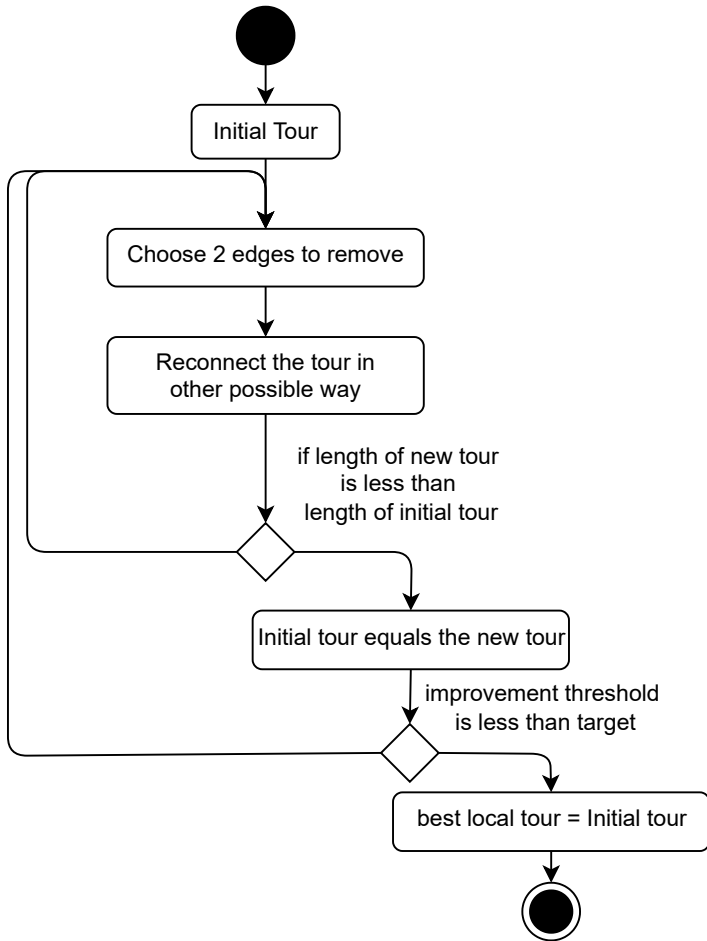 Initial Tour
Choose 2 edges to remove
Reconnect the tour in
other possible way
if length of new tour
is less than
length of initial tour
Initial tour equals the new tour
improvement threshold
is less than target
best local tour = Initial tour